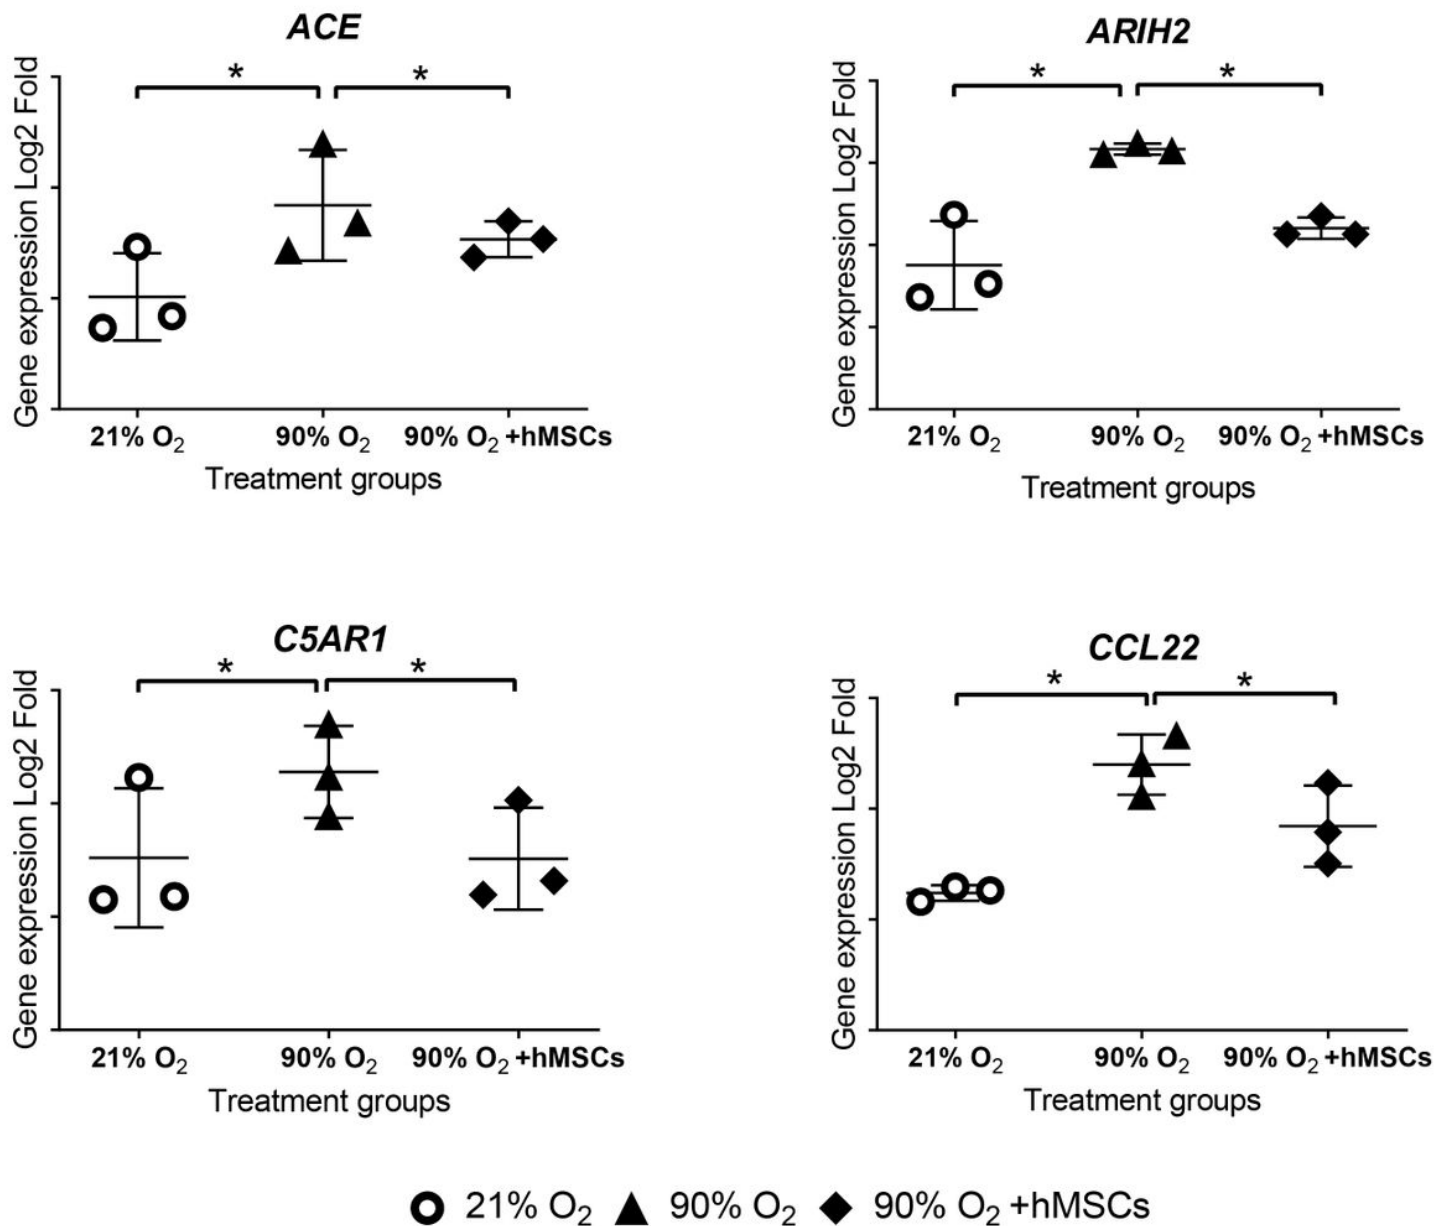 ACE
*
*
Gene expression Log2 Fold
21% O₂
90% O₂
90% O₂ +hMSCs
Treatment groups
ARIH2
*
*
Gene expression Log2 Fold
21% O₂
90% O₂
90% O₂ +hMSCs
Treatment groups
C5AR1
*
*
Gene expression Log2 Fold
21% O₂
90% O₂
90% O₂ +hMSCs
Treatment groups
CCL22
*
*
Gene expression Log2 Fold
21% O₂
90% O₂
90% O₂ +hMSCs
Treatment groups
21% O₂ 90% O₂ 90% O₂ +hMSCs